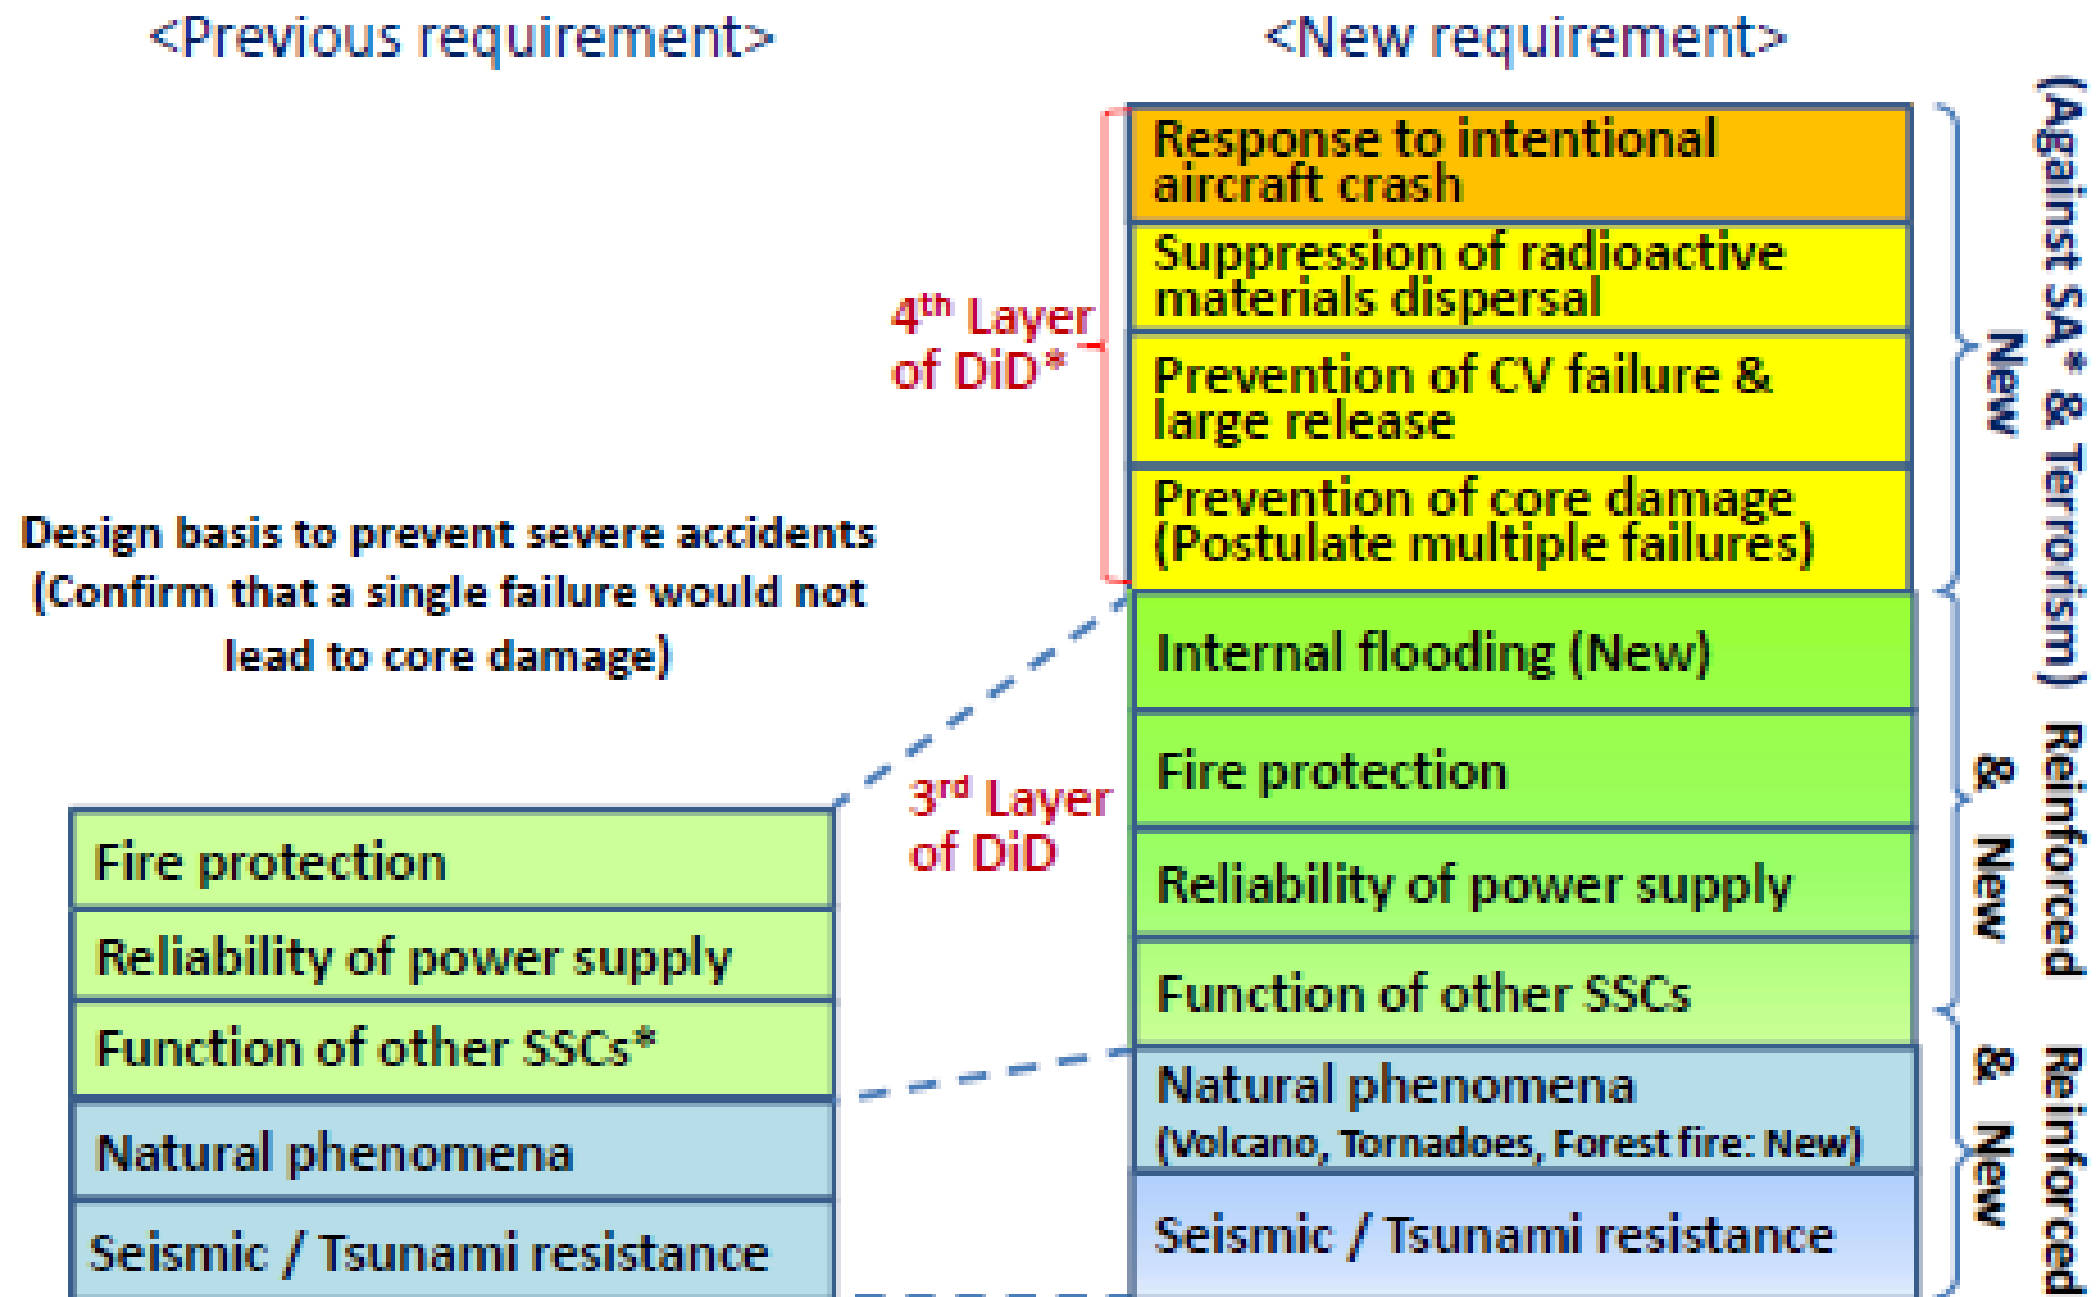 <Previous requirement>
Design basis to prevent severe accidents
(Confirm that a single failure would not
lead to core damage)
Fire protection
Reliability of power supply
Function of other SSCs*
Natural phenomena
Seismic / Tsunami resistance
4th Layer
of DiD*
3rd Layer
of DiD
<New requirement>
Response to intentional
aircraft crash
Suppression of radioactive
materials dispersal
Prevention of CV failure &
large release
Prevention of core damage
(Postulate multiple failures)
Internal flooding (New)
Fire protection
Reliability of power supply
Function of other SSCs
Natural phenomena
(Volcano, Tornadoes, Forest fire: New)
Seismic / Tsunami resistance
(Against SA* & Terrorism)
New
Reinforced
& New
Reinforced
& New